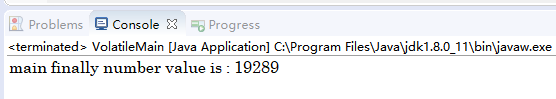 Problems Console Progress
<terminated> VolatileMain [Java Application] C:\Program Files\Java\jdk1.8.0_11\bin\javaw.exe
main finally number value is : 19289